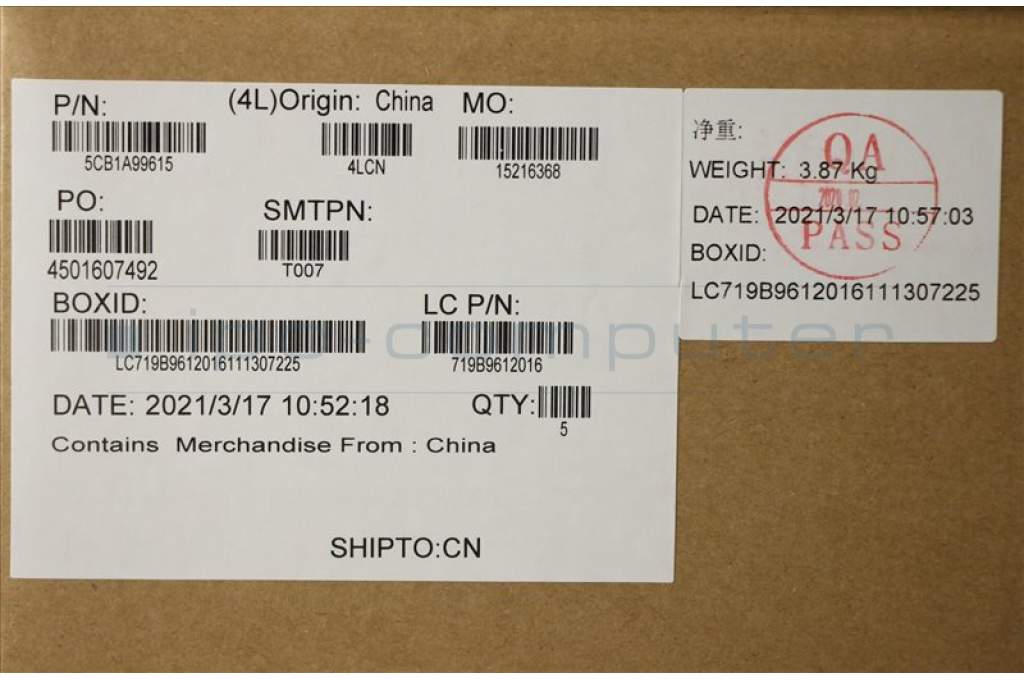 P/N:
5CB1A99615
(4L)Origin: China
4LCN
MO:
15216368
PO:
4501607492
SMTPN:
T007
BOXID:
LC719B9612016111307225
LC P/N:
719B9612016
DATE: 2021/3/17 10:52:18
QTY:
5
Contains Merchandise From : China
SHIPTO:CN
净重:
WEIGHT: 3.87 Kg
DATE: 2021/3/17 10:57:03
BOXID:
LC719B9612016111307225
QA
PASS